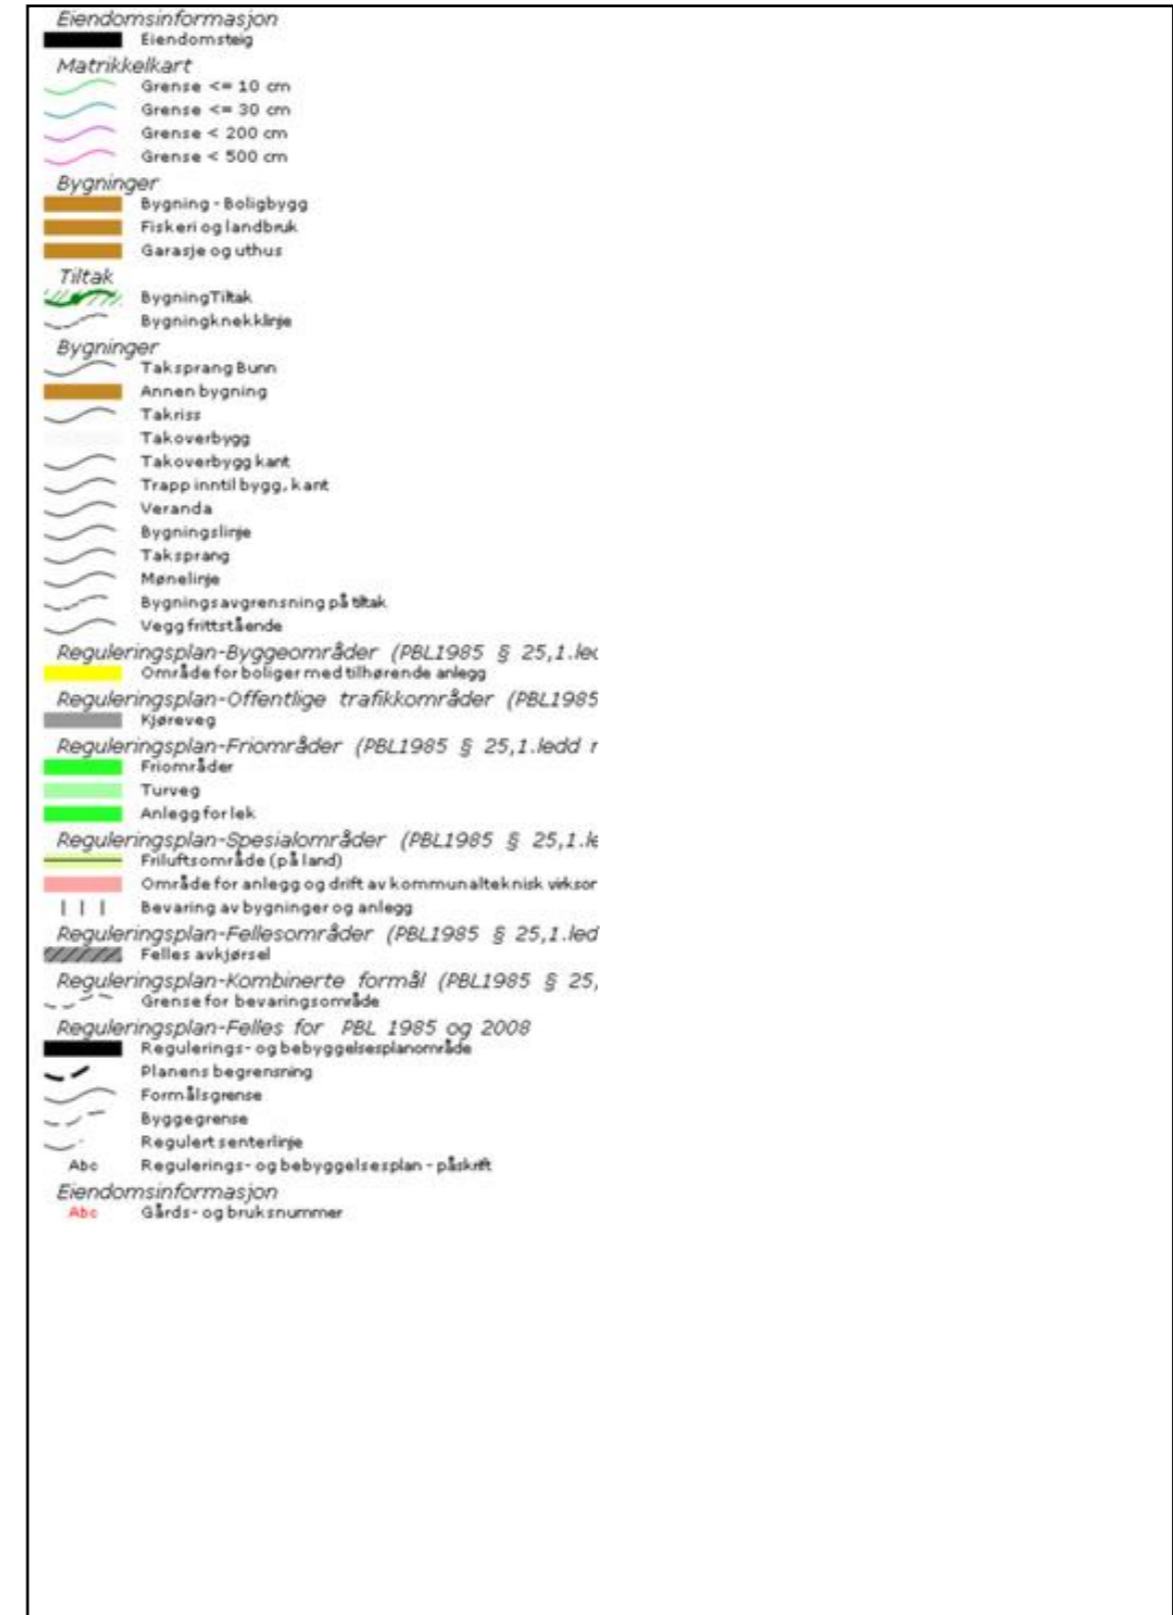 Eiendomsinformasjon
Eiendomsteig
Matrikkelkart
Grense <= 10 cm
Grense <= 30 cm
Grense < 200 cm
Grense < 500 cm
Bygninger
Bygning - Boligbygg
Fiskeri og landbruk
Garasje og uthus
Tiltak
BygningTiltak
Bygningknekklinje
Bygninger
Taksprang Bunn
Annen bygning
Takriss
Takoverbygg
Takoverbygg kant
Trapp inntil bygg, kant
Veranda
Bygningslinje
Taksprang
Mønelinje
Bygningsavgrensning på tiltak
Vegg frittstående
Reguleringsplan-Byggeområder (PBL1985 § 25,1.led
Område for boliger med tilhørende anlegg
Reguleringsplan-Offentlige trafikkområder (PBL1985
Kjøreveg
Reguleringsplan-Friområder (PBL1985 § 25,1.ledd r
Friområder
Turveg
Anlegg for lek
Reguleringsplan-Spesialområder (PBL1985 § 25,1.le
Friluftsområde (på land)
Område for anlegg og drift av kommunalteknisk virksor
Bevaring av bygninger og anlegg
Reguleringsplan-Fellesområder (PBL1985 § 25,1.led
Felles avkjørsel
Reguleringsplan-Kombinerte formål (PBL1985 § 25,
Grense for bevaringsområde
Reguleringsplan-Felles for PBL 1985 og 2008
Regulerings- og bebyggelsesplanområde
Planens begrensning
Formålsgrense
Byggegrense
Regulert senterlinje
Abc Regulerings- og bebyggelsesplan - påskrift
Eiendomsinformasjon
Abc Gårds- og bruksnummer